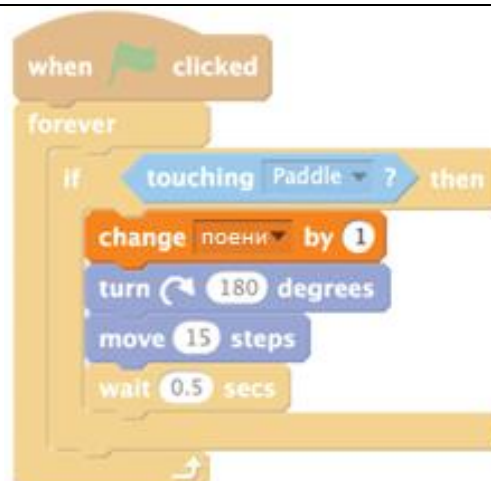 when clicked
forever
if touching Paddle ? then
change поени by 1
turn 180 degrees
move 15 steps
wait 0.5 secs